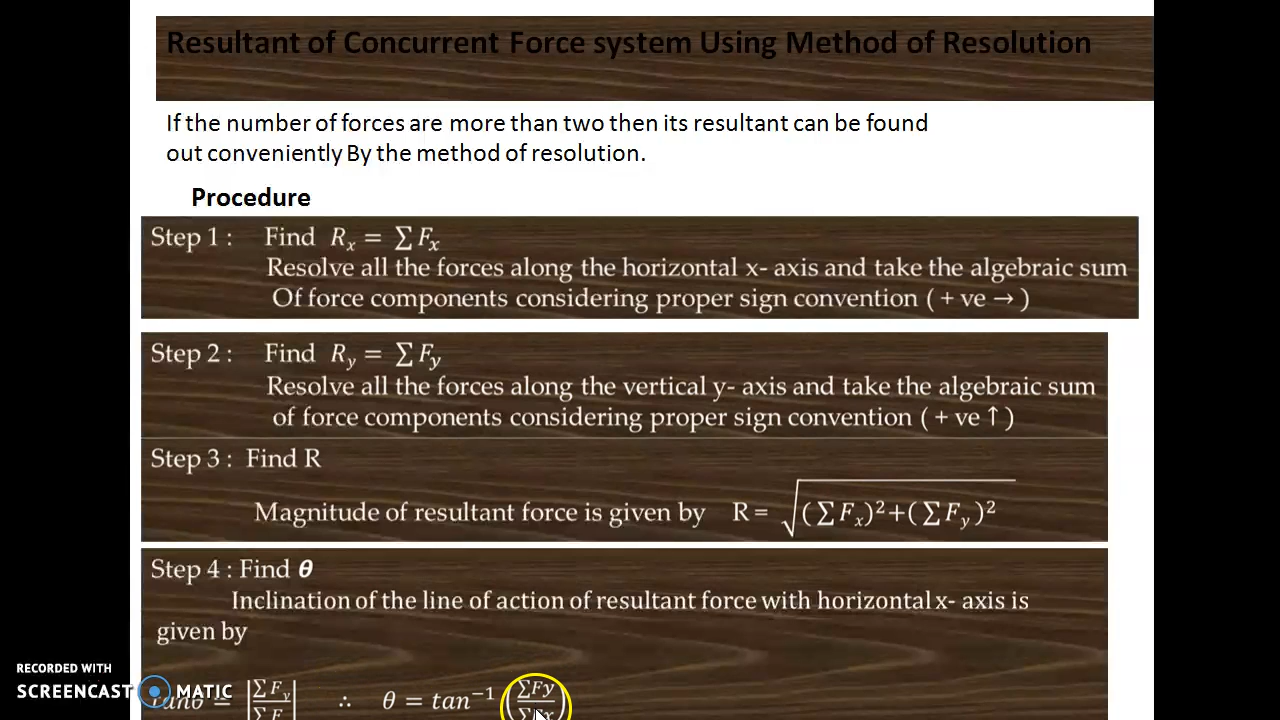 Resultant of Concurrent Force system Using Method of Resolution
If the number of forces are more than two then its resultant can be found
out conveniently By the method of resolution.
Procedure
Step 1 : Find Rₓ = ∑ Fₓ
Resolve all the forces along the horizontal x- axis and take the algebraic sum
Of force components considering proper sign convention ( + ve → )
Step 2 : Find R_y = ∑ F_y
Resolve all the forces along the vertical y- axis and take the algebraic sum
of force components considering proper sign convention ( + ve ↑ )
Step 3 : Find R
Magnitude of resultant force is given by R = √(∑ Fₓ)²+(∑ F_y)²
Step 4 : Find θ
Inclination of the line of action of resultant force with horizontal x- axis is
given by
= |∑ F_y / ∑ F| ∴ θ = tan⁻¹ (∑Fy / ∑Fx)
RECORDED WITH
SCREENCAST MATIC